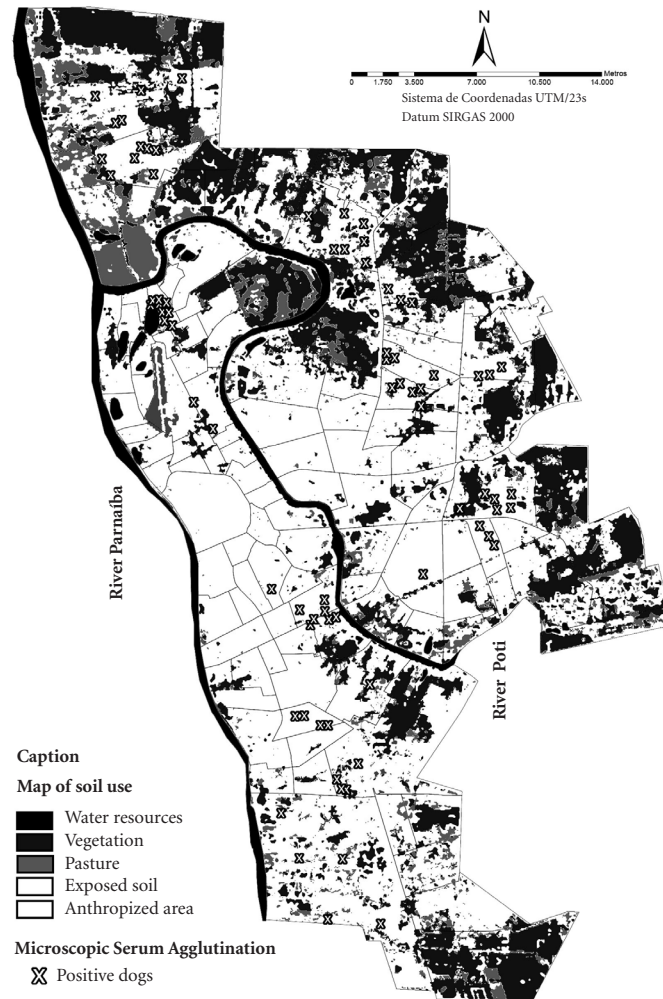 N
Metros
0 1.750 3.500 7.000 10.500 14.000
Sistema de Coordenadas UTM/23s
Datum SIRGAS 2000
River Parnaíba
River Poti
Caption
Map of soil use
Water resources
Vegetation
Pasture
Exposed soil
Anthropized area
Microscopic Serum Agglutination
X Positive dogs